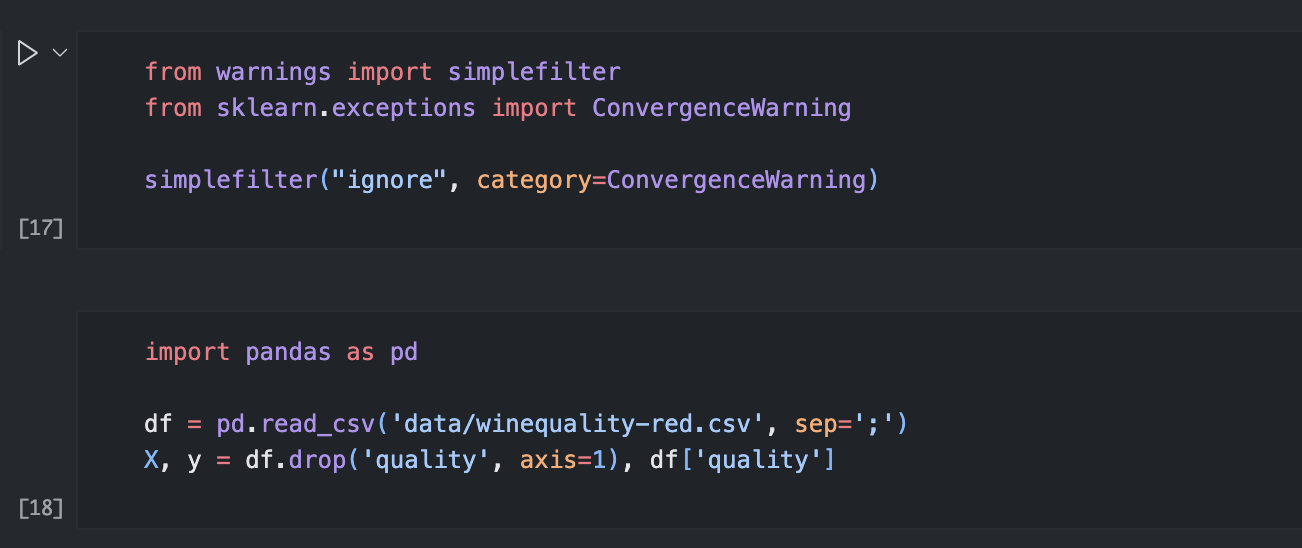 from warnings import simplefilter
from sklearn.exceptions import ConvergenceWarning
simplefilter("ignore", category=ConvergenceWarning)
[17]
import pandas as pd
df = pd.read_csv('data/winequality-red.csv', sep=';')
X, y = df.drop('quality', axis=1), df['quality']
[18]